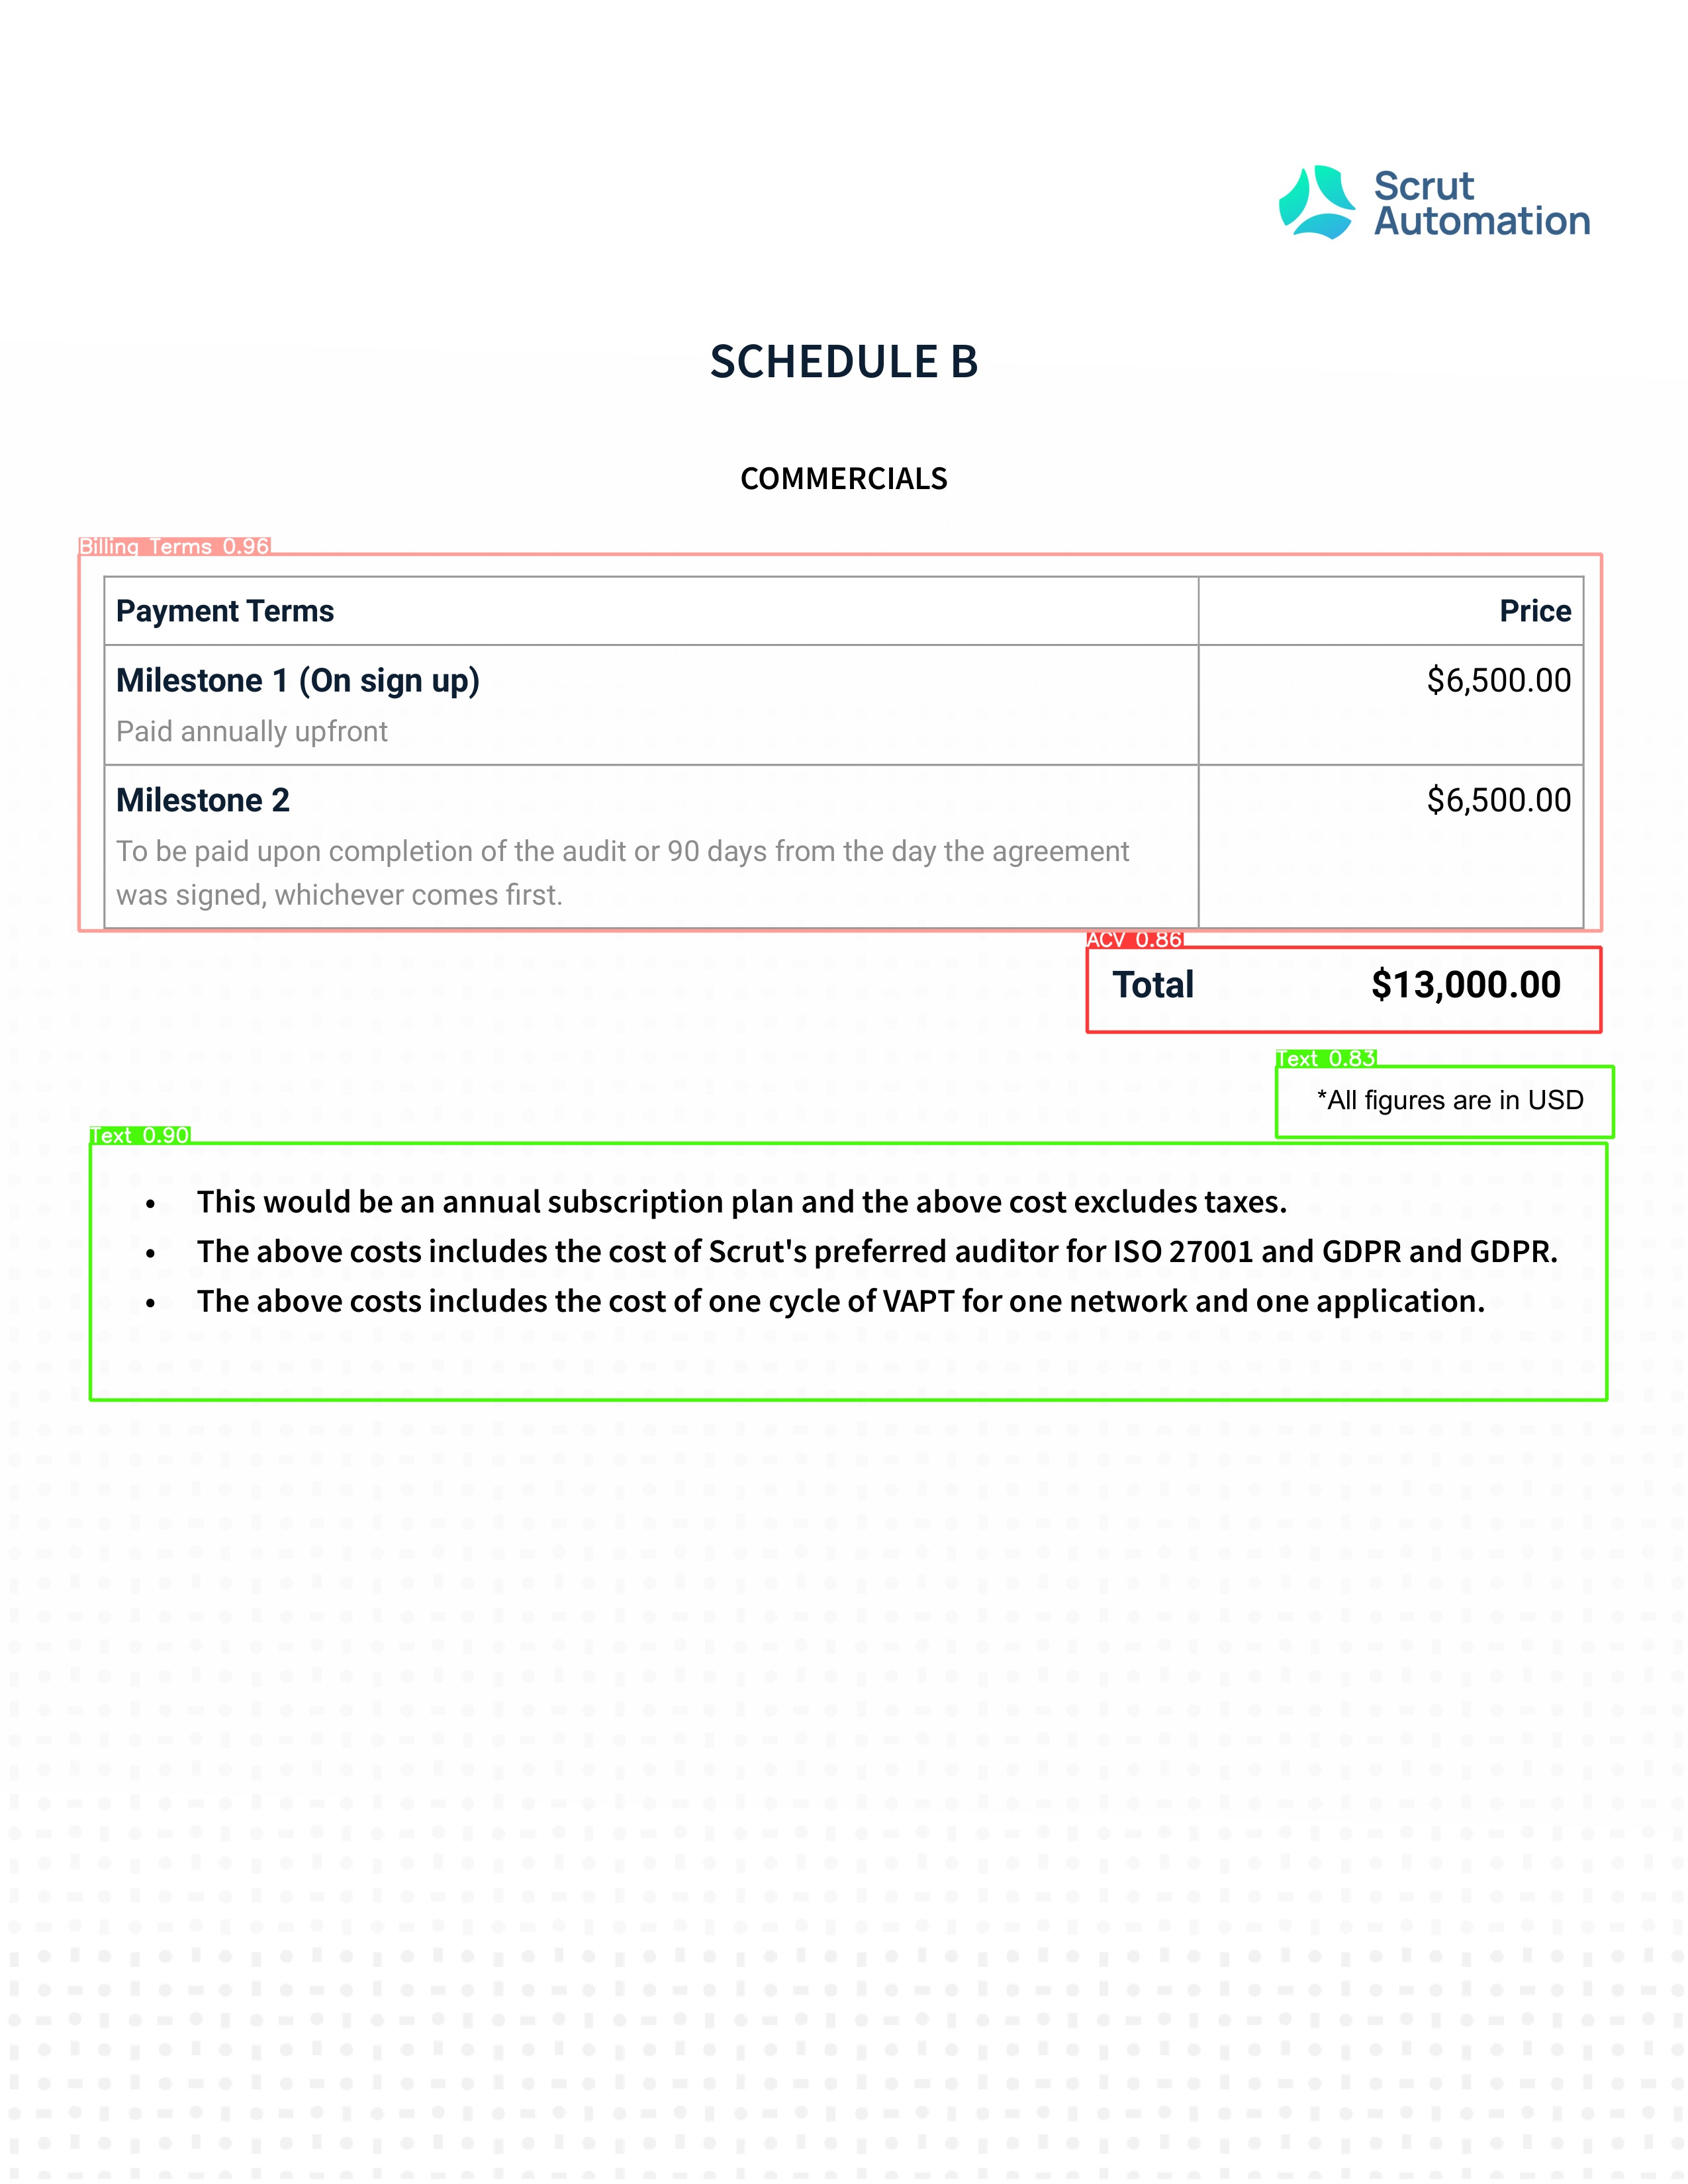 Scrut
Automation
SCHEDULE B
COMMERCIALS
Billing Terms 0.96
Payment Terms Price
Milestone 1 (On sign up) $6,500.00
Paid annually upfront
Milestone 2 $6,500.00
To be paid upon completion of the audit or 90 days from the day the agreement
was signed, whichever comes first.
ACV 0.86
Total $13,000.00
Text 0.83
*All figures are in USD
Text 0.90
• This would be an annual subscription plan and the above cost excludes taxes.
• The above costs includes the cost of Scrut's preferred auditor for ISO 27001 and GDPR and GDPR.
• The above costs includes the cost of one cycle of VAPT for one network and one application.